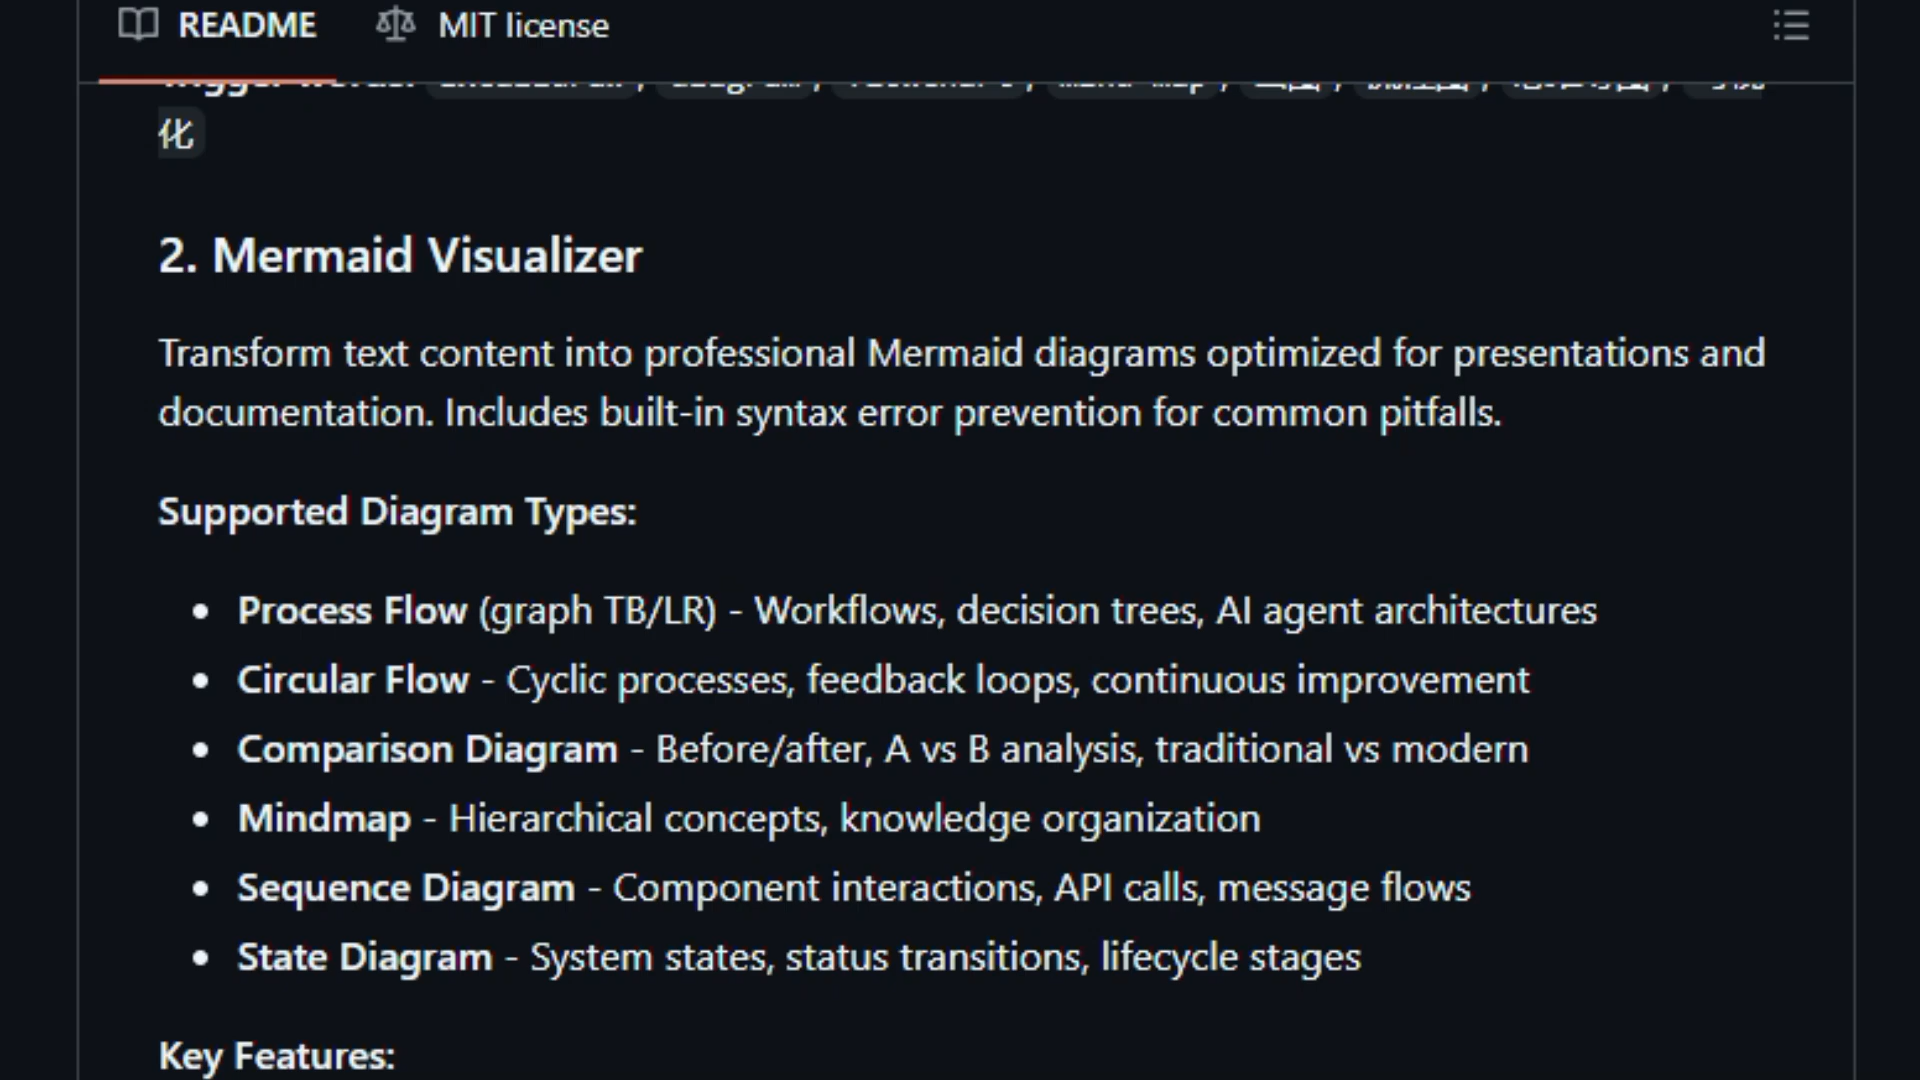 README
MIT license
化
2. Mermaid Visualizer
Transform text content into professional Mermaid diagrams optimized for presentations and
documentation. Includes built-in syntax error prevention for common pitfalls.
Supported Diagram Types:
• Process Flow (graph TB/LR) - Workflows, decision trees, AI agent architectures
• Circular Flow - Cyclic processes, feedback loops, continuous improvement
• Comparison Diagram - Before/after, A vs B analysis, traditional vs modern
• Mindmap - Hierarchical concepts, knowledge organization
• Sequence Diagram - Component interactions, API calls, message flows
• State Diagram - System states, status transitions, lifecycle stages
Key Features: